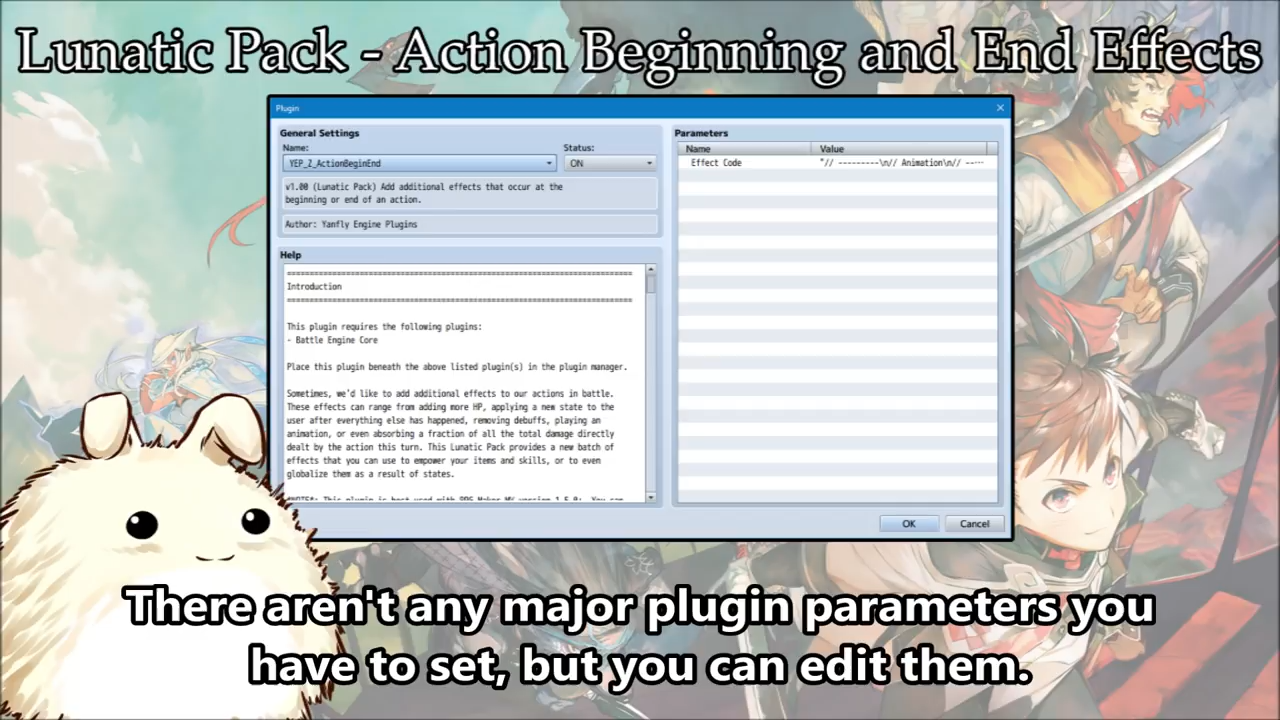 Lunatic Pack - Action Beginning and End Effects
Plugin
General Settings
Name:
Status:
YEP_Z_ActionBeginEnd
ON
v1.00 (Lunatic Pack) Add additional effects that occur at the
beginning or end of an action.
Author: Yanfly Engine Plugins
Help
Introduction
This plugin requires the following plugins:
- Battle Engine Core
Place this plugin beneath the above listed plugin(s) in the plugin manager.
Sometimes, we'd like to add additional effects to our actions in battle.
These effects can range from adding more HP, applying a new state to the
user after everything else has happened, removing debuffs, playing an
animation, or even absorbing a fraction of all the total damage directly
dealt by the action this turn. This Lunatic Pack provides a new batch of
effects that you can use to empower your items and skills, or to even
globalize them as a result of states.
Parameters
Name Value
Effect Code "// ---------\n// Animation\n// --···
OK Cancel
There aren't any major plugin parameters you
have to set, but you can edit them.